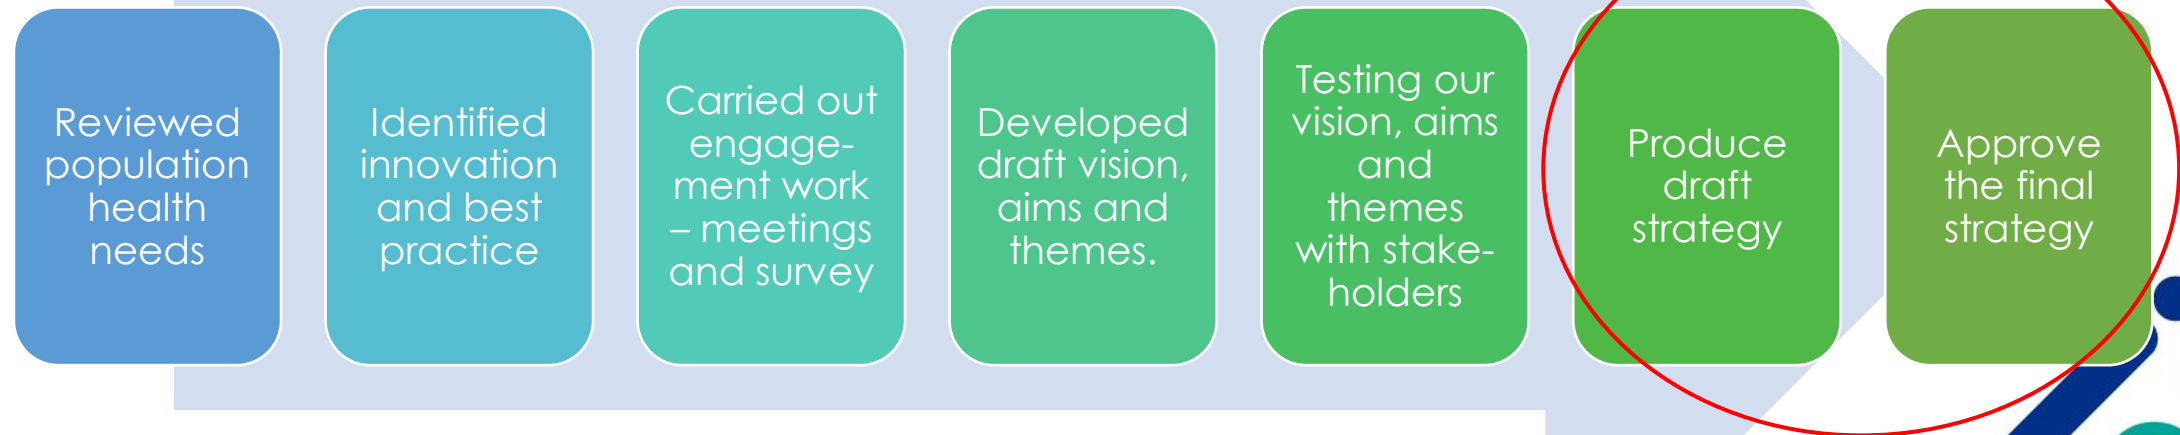 Reviewed
population
health
needs
Identified
innovation
and best
practice
Carried out
engage-
ment work
– meetings
and survey
Developed
draft vision,
aims and
themes.
Testing our
vision, aims
and
themes
with stake-
holders
Produce
draft
strategy
Approve
the final
strategy